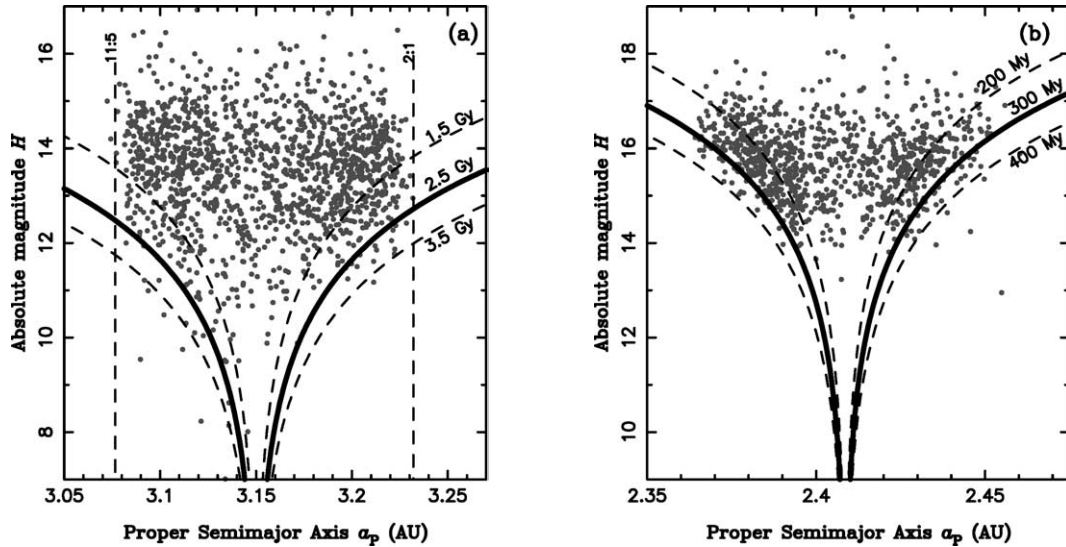 (a)
11:5
2:1
1.5 Gy
2.5 Gy
3.5 Gy
16
14
12
10
8
Absolute magnitude H
3.05
3.1
3.15
3.2
3.25
Proper Semimajor Axis aP (AU)
(b)
200 My
300 My
400 My
18
16
14
12
10
Absolute magnitude H
2.35
2.4
2.45
Proper Semimajor Axis aP (AU)